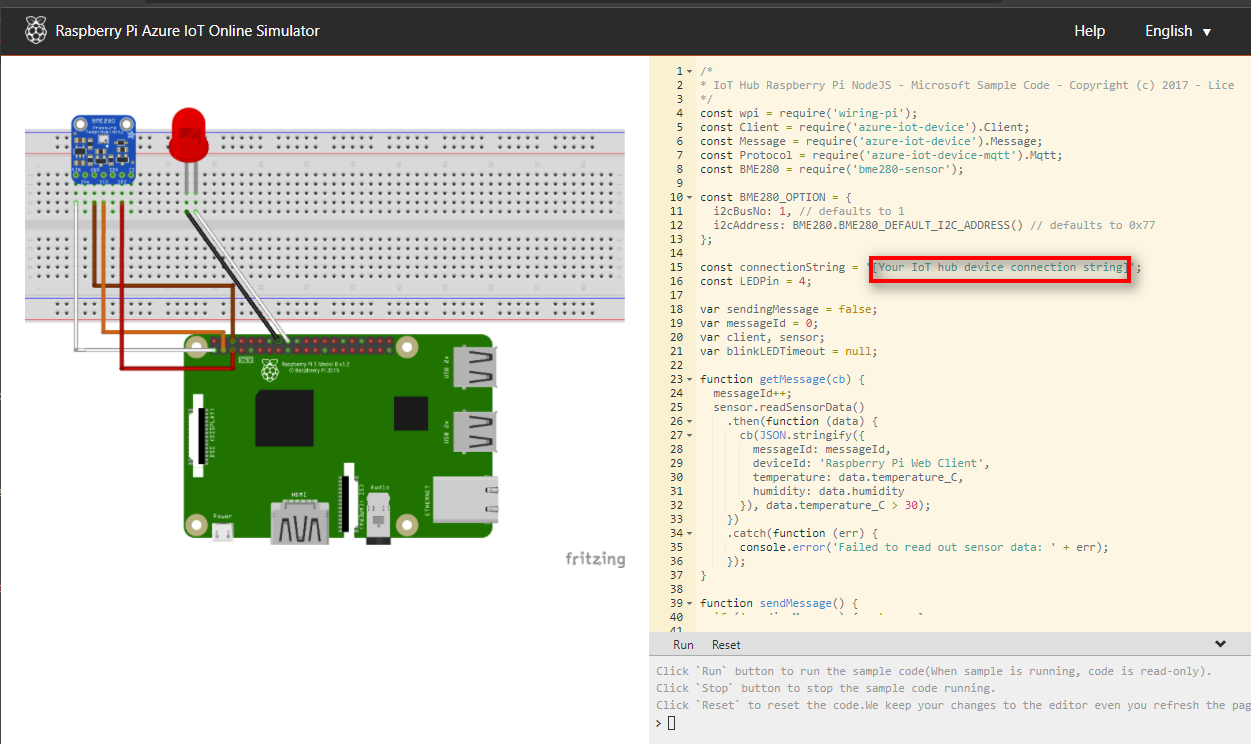 Raspberry Pi Azure IoT Online Simulator
Help
English
BME280
Pressure
Temp Humidity
Raspberry Pi 3 Model B v1.2
© Raspberry Pi 2015
USB 2x
USB 2x
DSI (DISPLAY)
CSI (CAMERA)
HDMI
Audio
ETHERNET
Power
fritzing
1 /*
2 * IoT Hub Raspberry Pi NodeJS - Microsoft Sample Code - Copyright (c) 2017 - Lice
3 */
4 const wpi = require('wiring-pi');
5 const Client = require('azure-iot-device').Client;
6 const Message = require('azure-iot-device').Message;
7 const Protocol = require('azure-iot-device-mqtt').Mqtt;
8 const BME280 = require('bme280-sensor');
9
10 const BME280_OPTION = {
11 i2cBusNo: 1, // defaults to 1
12 i2cAddress: BME280.BME280_DEFAULT_I2C_ADDRESS() // defaults to 0x77
13 };
14
15 const connectionString = '[Your IoT hub device connection string]';
16 const LEDPin = 4;
17
18 var sendingMessage = false;
19 var messageId = 0;
20 var client, sensor;
21 var blinkLEDTimeout = null;
22
23 function getMessage(cb) {
24 messageId++;
25 sensor.readSensorData()
26 .then(function (data) {
27 cb(JSON.stringify({
28 messageId: messageId,
29 deviceId: 'Raspberry Pi Web Client',
30 temperature: data.temperature_C,
31 humidity: data.humidity
32 }), data.temperature_C > 30);
33 })
34 .catch(function (err) {
35 console.error('Failed to read out sensor data: ' + err);
36 });
37 }
38
39 function sendMessage() {
40
41
Run Reset
Click `Run` button to run the sample code(When sample is running, code is read-only).
Click `Stop` button to stop the sample code running.
Click `Reset` to reset the code.We keep your changes to the editor even you refresh the pag
>